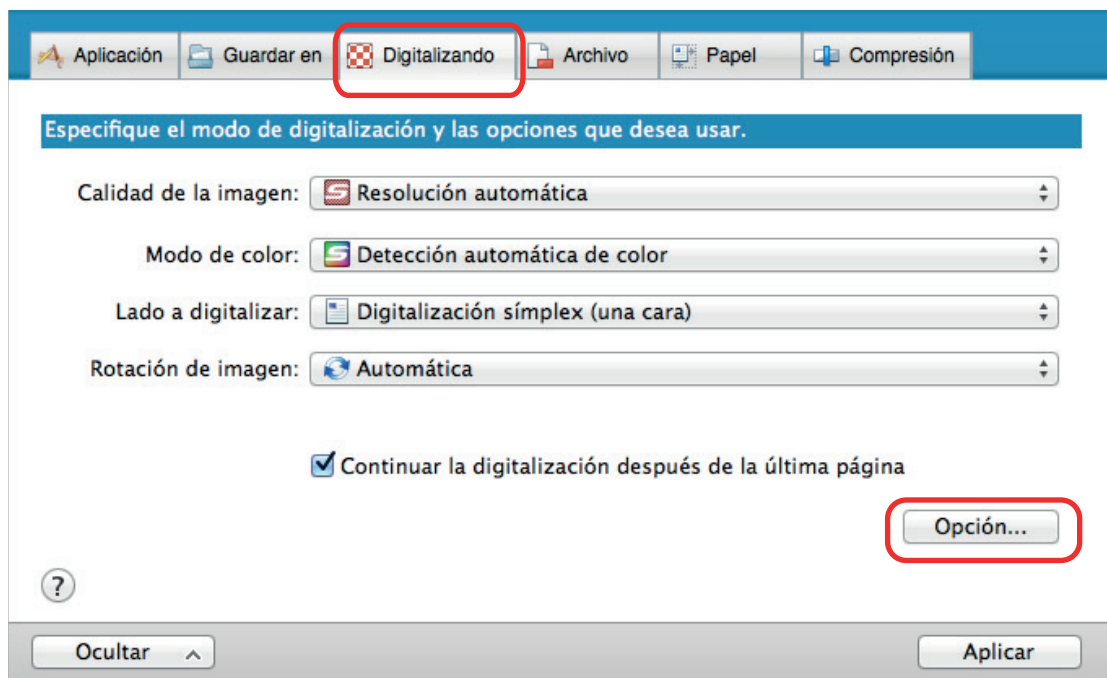 Aplicación Guardar en Digitalizando Archivo Papel Compresión
Especifique el modo de digitalización y las opciones que desea usar.
Calidad de la imagen: Resolución automática
Modo de color: Detección automática de color
Lado a digitalizar: Digitalización símplex (una cara)
Rotación de imagen: Automática
Continuar la digitalización después de la última página
Opción...
?
Ocultar Aplicar